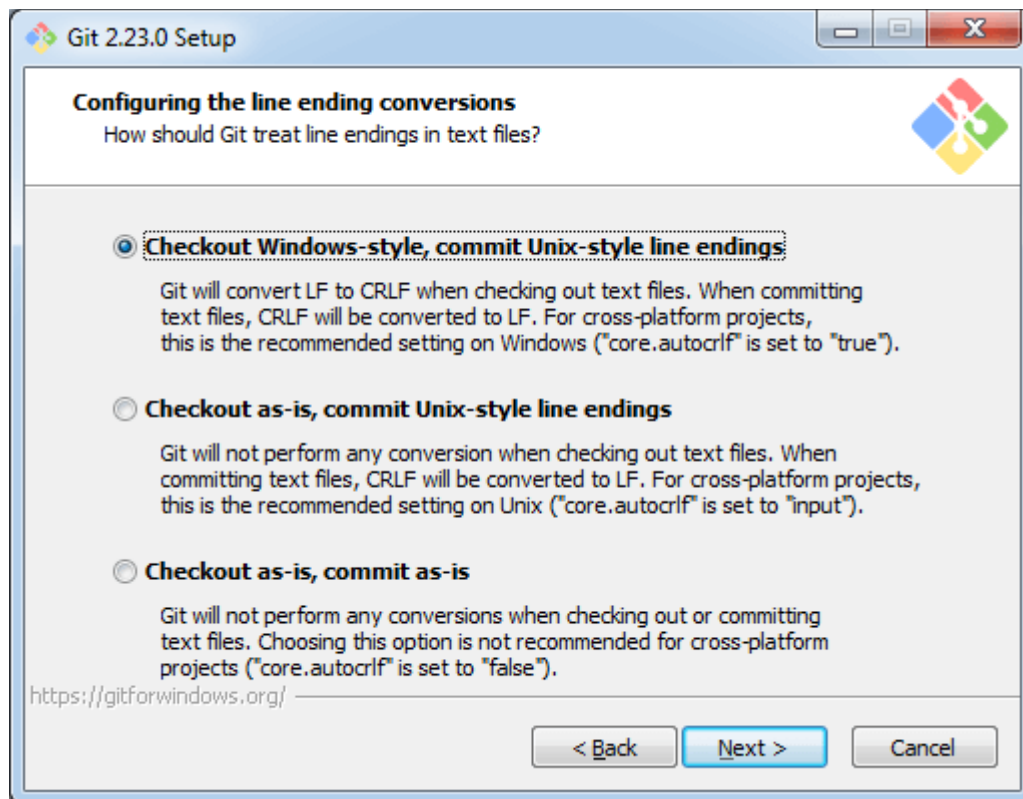 Git 2.23.0 Setup
Configuring the line ending conversions
How should Git treat line endings in text files?
Checkout Windows-style, commit Unix-style line endings
Git will convert LF to CRLF when checking out text files. When committing
text files, CRLF will be converted to LF. For cross-platform projects,
this is the recommended setting on Windows ("core.autocrlf" is set to "true").
Checkout as-is, commit Unix-style line endings
Git will not perform any conversion when checking out text files. When
committing text files, CRLF will be converted to LF. For cross-platform projects,
this is the recommended setting on Unix ("core.autocrlf" is set to "input").
Checkout as-is, commit as-is
Git will not perform any conversions when checking out or committing
text files. Choosing this option is not recommended for cross-platform
projects ("core.autocrlf" is set to "false").
https://gitforwindows.org/
< Back
Next >
Cancel